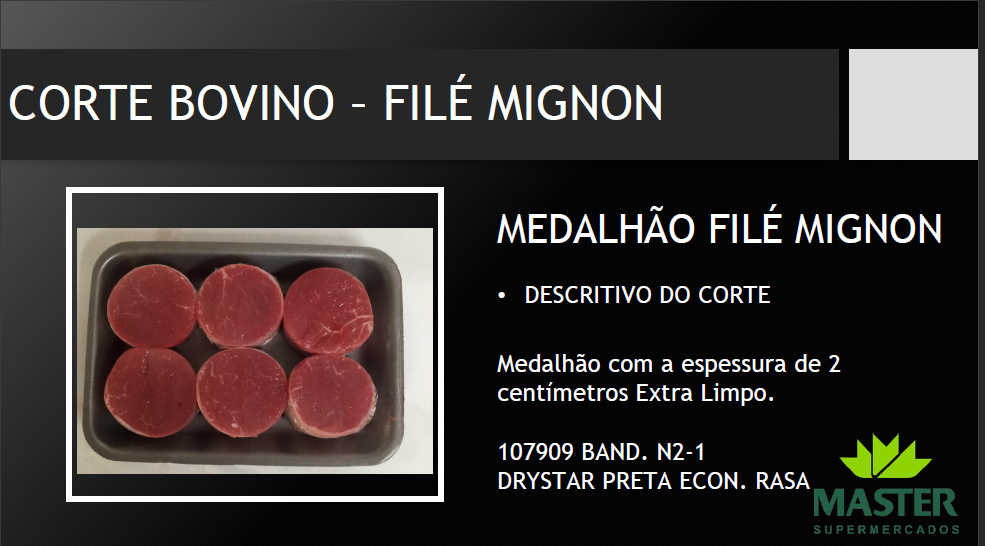 CORTE BOVINO – FILÉ MIGNON
MEDALHÃO FILÉ MIGNON
• DESCRITIVO DO CORTE
Medalhão com a espessura de 2
centímetros Extra Limpo.
107909 BAND. N2-1
DRYSTAR PRETA ECON. RASA
MASTER
SUPERMERCADOS